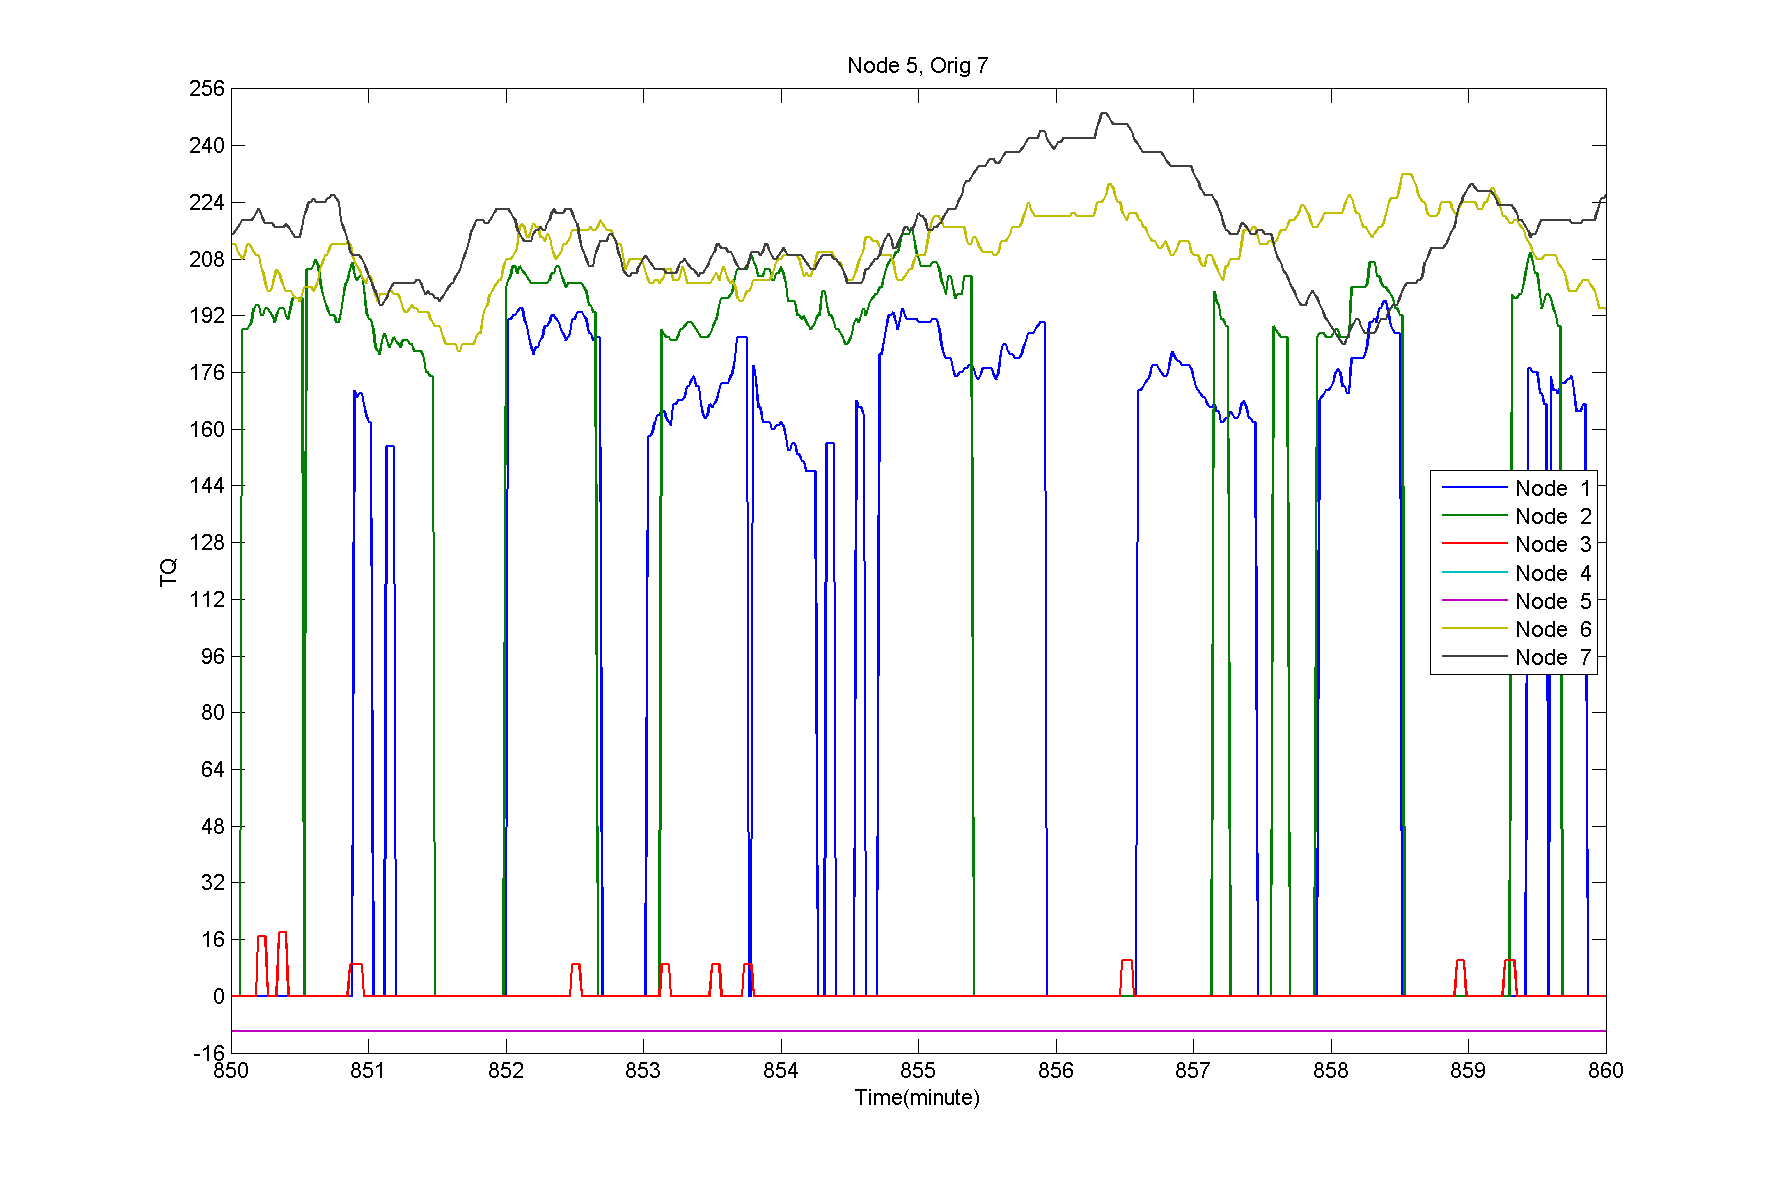 Node 5, Orig 7
256
240
224
208
192
176
160
144
128
112
96
80
64
48
32
16
0
-16
TQ
Node 1
Node 2
Node 3
Node 4
Node 5
Node 6
Node 7
850 851 852 853 854 855 856 857 858 859 860
Time(minute)